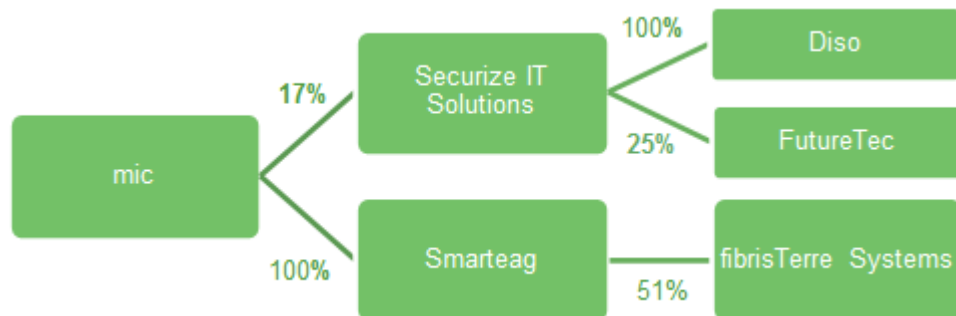 100%
Diso
Securize IT
Solutions
17%
25%
FutureTec
mic
100%
Smarteag
51%
fibrisTerre Systems